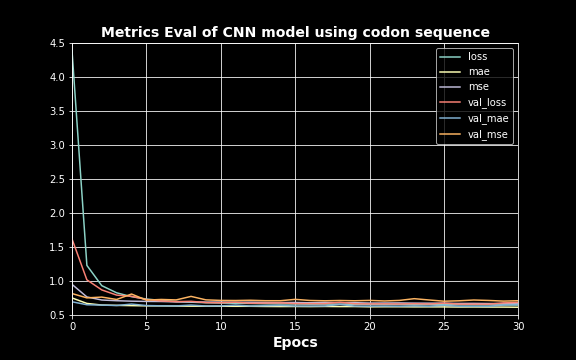 Metrics Eval of CNN model using codon sequence
4.5
4.0
3.5
3.0
2.5
2.0
1.5
1.0
0.5
loss
mae
mse
val_loss
val_mae
val_mse
0 5 10 15 20 25 30
Epocs